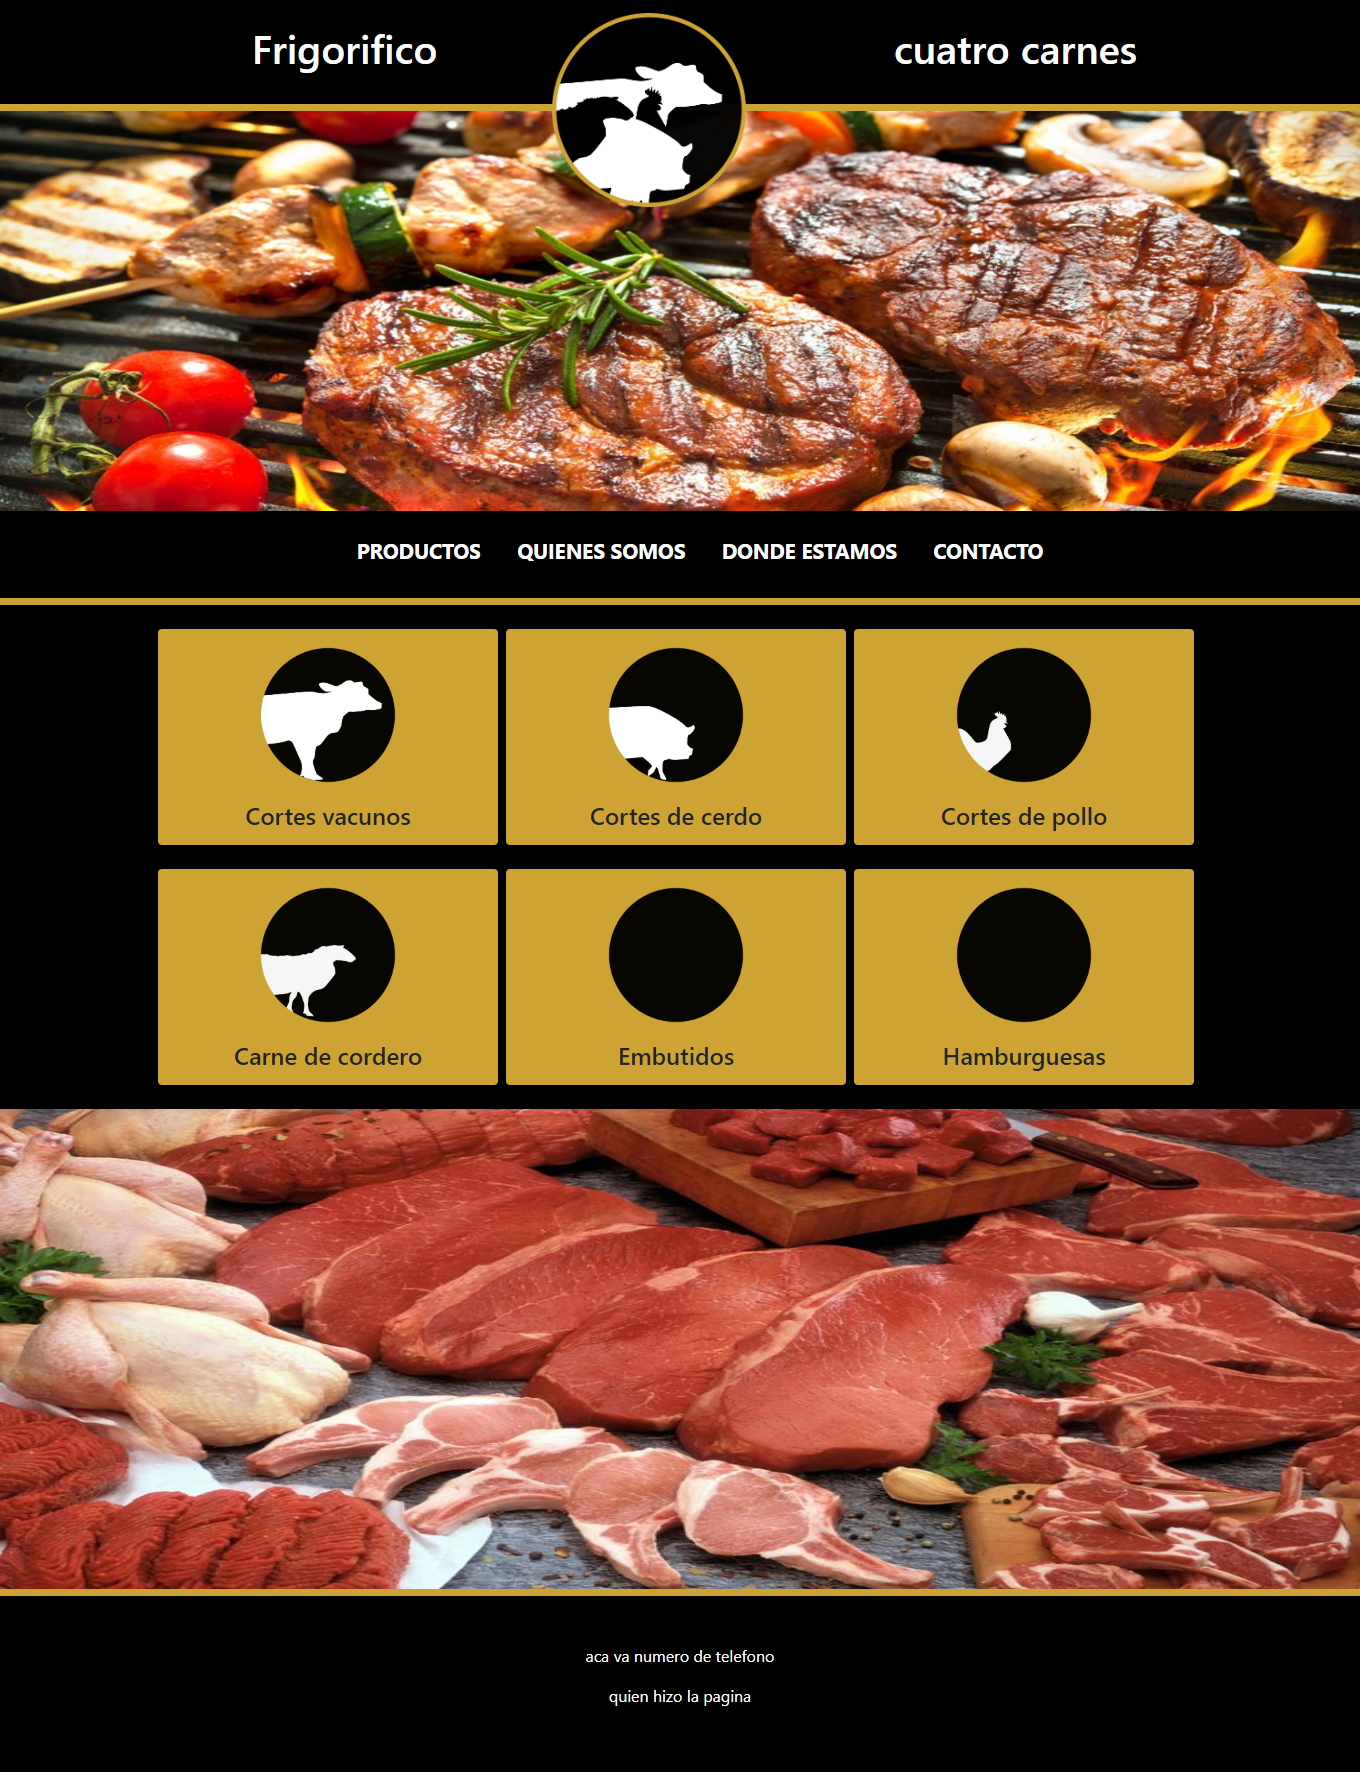 Frigorifico cuatro carnes
PRODUCTOS QUIENES SOMOS DONDE ESTAMOS CONTACTO
Cortes vacunos Cortes de cerdo Cortes de pollo
Carne de cordero Embutidos Hamburguesas
aca va numero de telefono
quien hizo la pagina